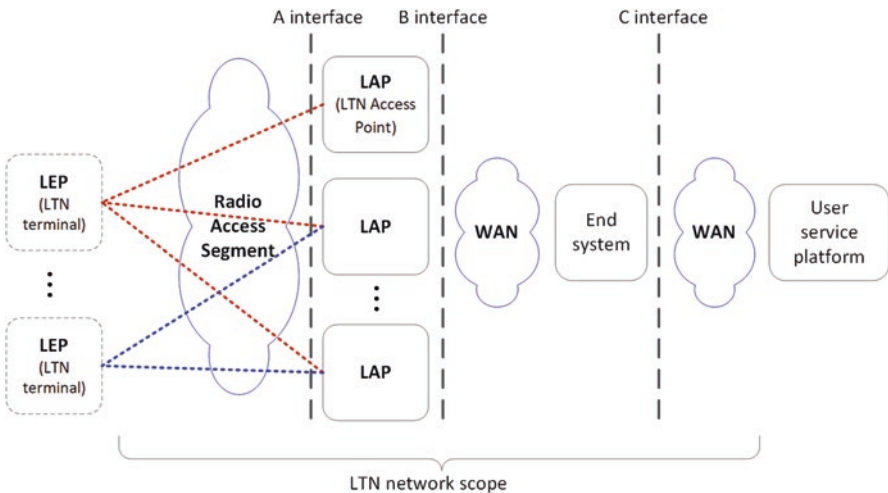 A interface
B interface
C interface
LAP
(LTN Access
Point)
LEP
(LTN
terminal)
Radio
Access
Segment
LAP
WAN
End
system
WAN
User
service
platform
LEP
(LTN
terminal)
LAP
LTN network scope